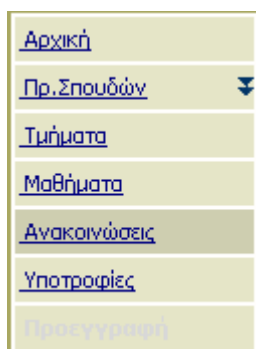 Αρχική
Πρ.Σπουδών
Τμήματα
Μαθήματα
Ανακοινώσεις
Υποτροφίες
Προεγγραφή